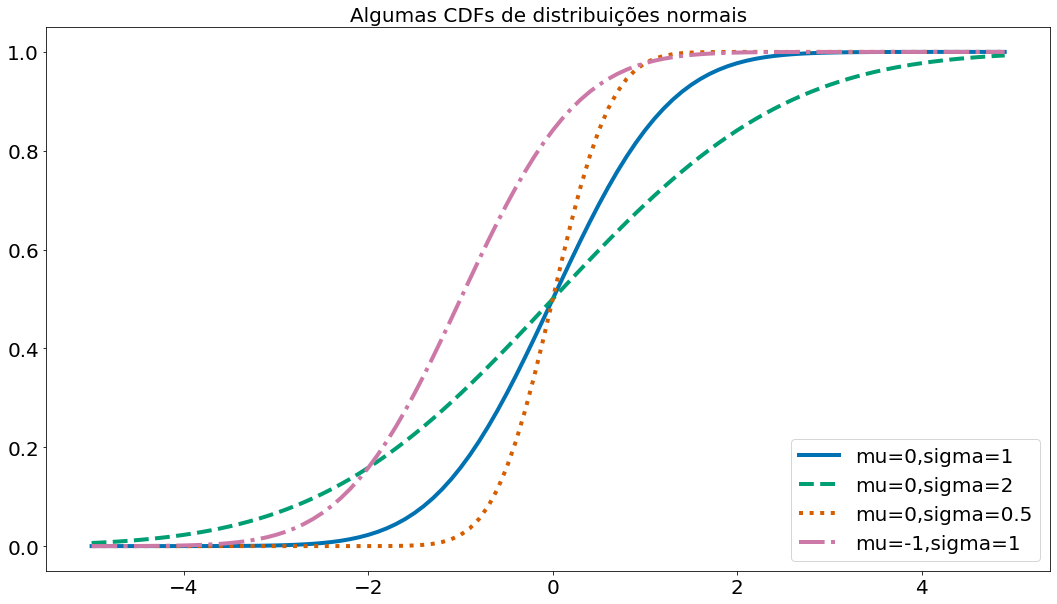 Algumas CDFs de distribuições normais
1.0
0.8
0.6
0.4
0.2
0.0
−4
−2
0
2
4
mu=0,sigma=1
mu=0,sigma=2
mu=0,sigma=0.5
mu=-1,sigma=1